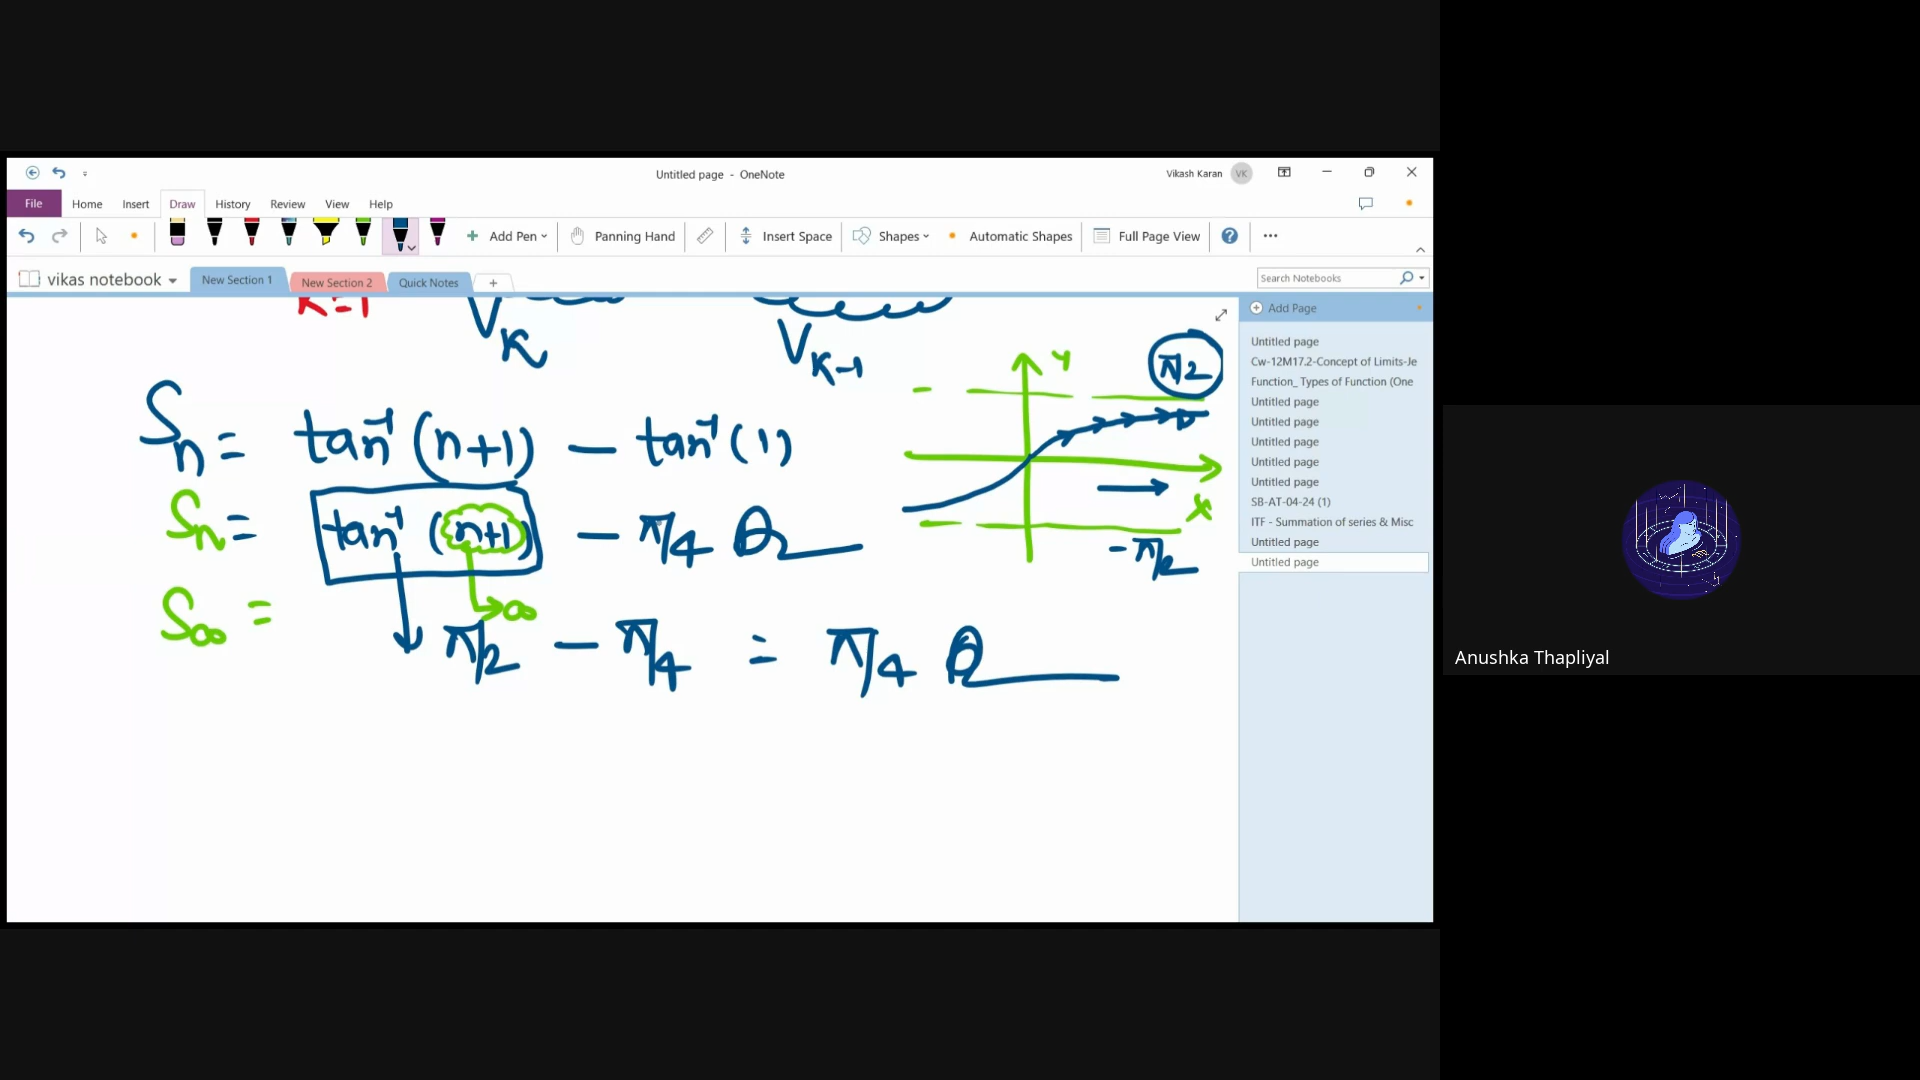 Untitled page - OneNote
Vikash Karan VK
File Home Insert Draw History Review View Help
Add Pen Panning Hand Insert Space Shapes Automatic Shapes Full Page View
vikas notebook New Section 1 New Section 2 Quick Notes Search Notebooks
K=1 V_K V_{K-1}
S_n = tan⁻¹(n+1) − tan⁻¹(1)
S_n = tan⁻¹(n+1) − π/4
→∞
S_∞ = π/2 − π/4 = π/4
Y
π/2
X
-π/2
Add Page
Untitled page
Cw-12M17.2-Concept of Limits-Je
Function_ Types of Function (One
Untitled page
Untitled page
Untitled page
Untitled page
Untitled page
SB-AT-04-24 (1)
ITF - Summation of series & Misc
Untitled page
Untitled page
Anushka Thapliyal